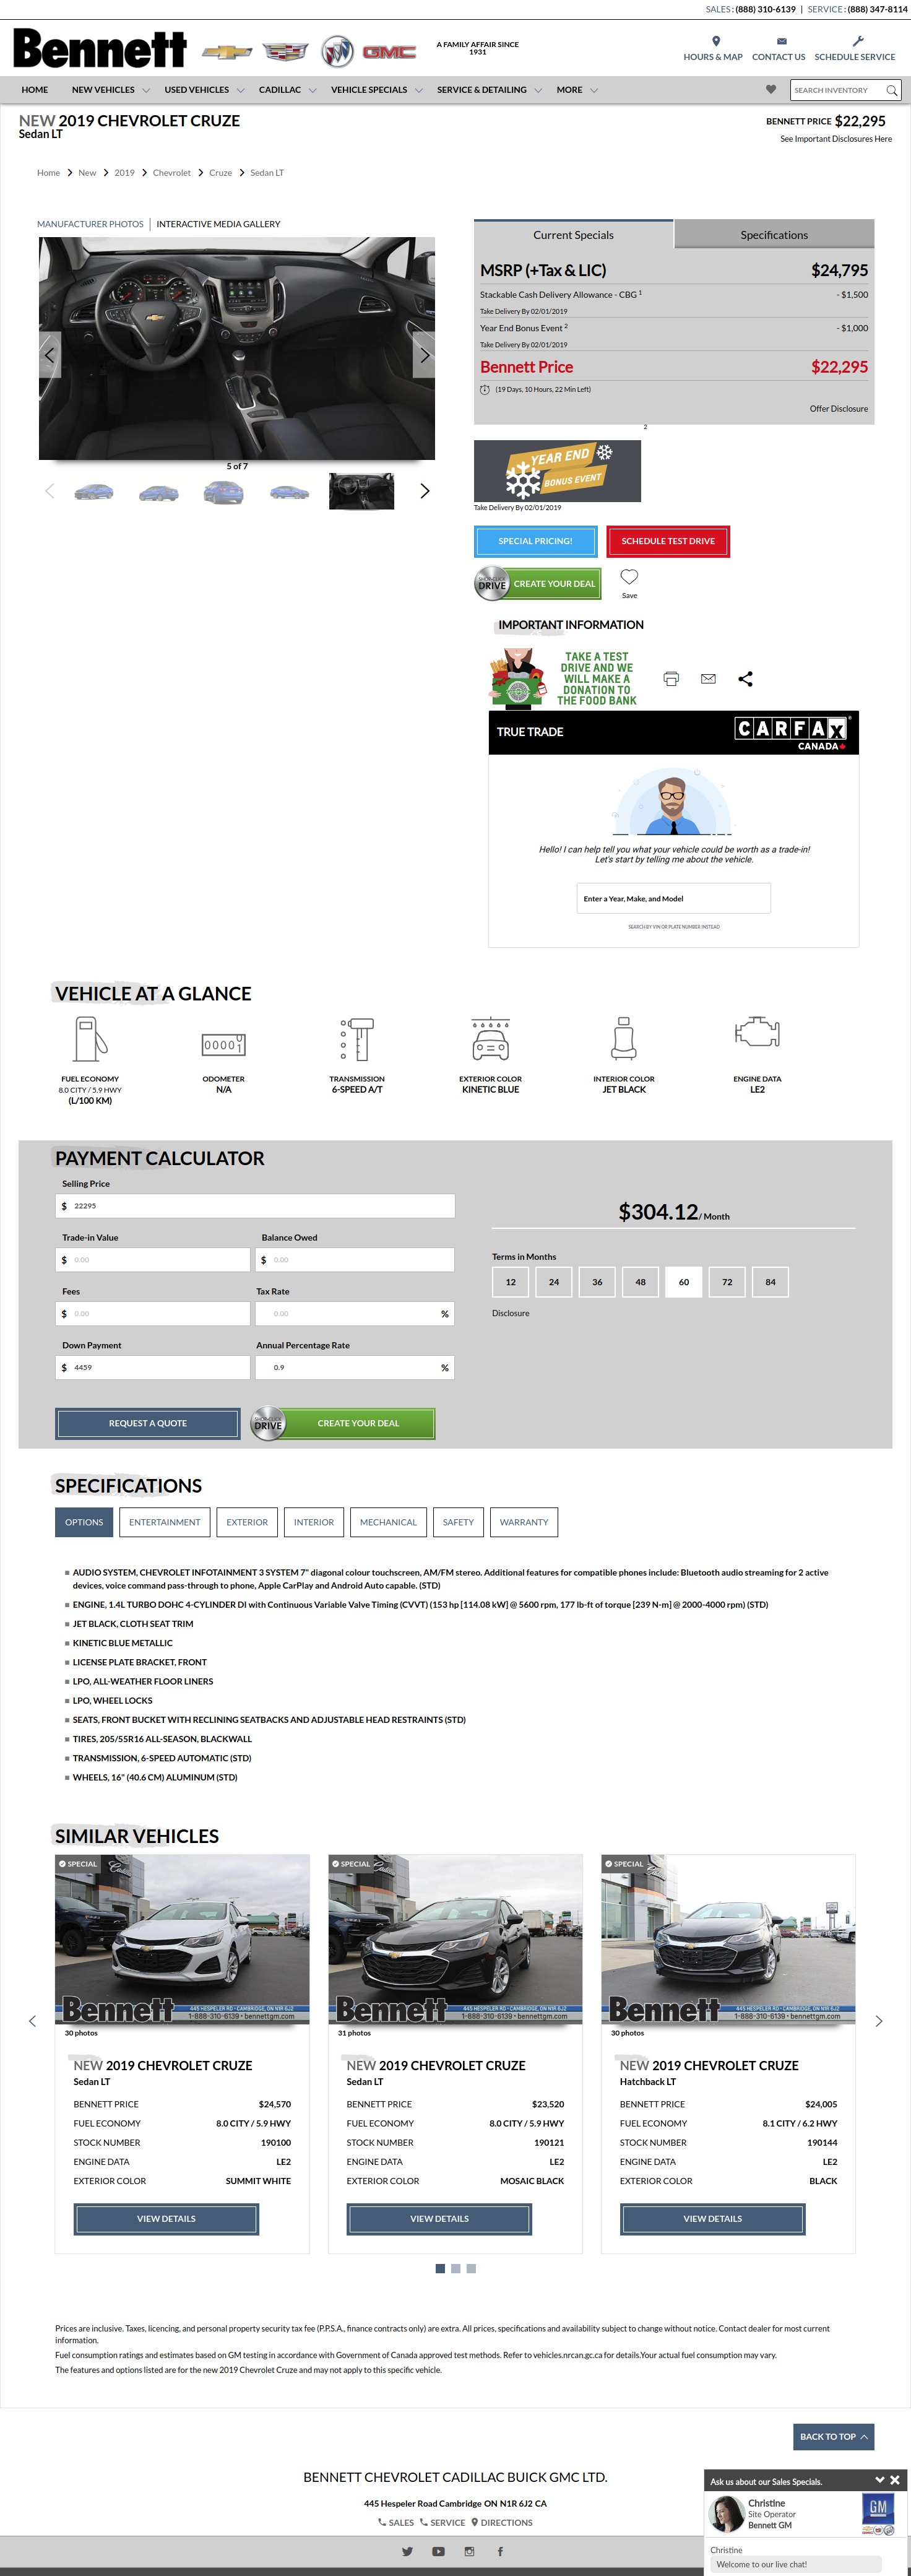 SALES: (888) 310-6139 | SERVICE: (888) 347-8114
Bennett
GMC
A FAMILY AFFAIR SINCE
1931
HOURS & MAP CONTACT US SCHEDULE SERVICE
HOME NEW VEHICLES USED VEHICLES CADILLAC VEHICLE SPECIALS SERVICE & DETAILING MORE SEARCH INVENTORY
NEW 2019 CHEVROLET CRUZE
Sedan LT
BENNETT PRICE $22,295
See Important Disclosures Here
Home New 2019 Chevrolet Cruze Sedan LT
MANUFACTURER PHOTOS INTERACTIVE MEDIA GALLERY
5 of 7
Current Specials Specifications
MSRP (+Tax & LIC) $24,795
Stackable Cash Delivery Allowance - CBG 1 - $1,500
Take Delivery By 02/01/2019
Year End Bonus Event 2 - $1,000
Take Delivery By 02/01/2019
Bennett Price $22,295
(19 Days, 10 Hours, 22 Min Left)
Offer Disclosure
2
YEAR END
BONUS EVENT
Take Delivery By 02/01/2019
SPECIAL PRICING! SCHEDULE TEST DRIVE
DRIVE CREATE YOUR DEAL
Save
IMPORTANT INFORMATION
TAKE A TEST
DRIVE AND WE
WILL MAKE A
DONATION TO
THE FOOD BANK
TRUE TRADE
CARFAX
CANADA
Hello! I can help tell you what your vehicle could be worth as a trade-in!
Let's start by telling me about the vehicle.
Enter a Year, Make, and Model
SEARCH BY VIN OR PLATE NUMBER INSTEAD
VEHICLE AT A GLANCE
FUEL ECONOMY ODOMETER TRANSMISSION EXTERIOR COLOR INTERIOR COLOR ENGINE DATA
8.0 CITY / 5.9 HWY N/A 6-SPEED A/T KINETIC BLUE JET BLACK LE2
(L/100 KM)
PAYMENT CALCULATOR
Selling Price
$ 22295
Trade-in Value Balance Owed
$ 0.00 $ 0.00
Fees Tax Rate
$ 0.00 0.00 %
Down Payment Annual Percentage Rate
$ 4459 0.9 %
REQUEST A QUOTE DRIVE CREATE YOUR DEAL
$304.12 / Month
Terms in Months
12 24 36 48 60 72 84
Disclosure
SPECIFICATIONS
OPTIONS ENTERTAINMENT EXTERIOR INTERIOR MECHANICAL SAFETY WARRANTY
AUDIO SYSTEM, CHEVROLET INFOTAINMENT 3 SYSTEM 7" diagonal colour touchscreen, AM/FM stereo. Additional features for compatible phones include: Bluetooth audio streaming for 2 active
devices, voice command pass-through to phone, Apple CarPlay and Android Auto capable. (STD)
ENGINE, 1.4L TURBO DOHC 4-CYLINDER DI with Continuous Variable Valve Timing (CVVT) (153 hp [114.08 kW] @ 5600 rpm, 177 lb-ft of torque [239 N-m] @ 2000-4000 rpm) (STD)
JET BLACK, CLOTH SEAT TRIM
KINETIC BLUE METALLIC
LICENSE PLATE BRACKET, FRONT
LPO, ALL-WEATHER FLOOR LINERS
LPO, WHEEL LOCKS
SEATS, FRONT BUCKET WITH RECLINING SEATBACKS AND ADJUSTABLE HEAD RESTRAINTS (STD)
TIRES, 205/55R16 ALL-SEASON, BLACKWALL
TRANSMISSION, 6-SPEED AUTOMATIC (STD)
WHEELS, 16" (40.6 CM) ALUMINUM (STD)
SIMILAR VEHICLES
SPECIAL SPECIAL SPECIAL
Bennett 445 HESPELER RD • CAMBRIDGE, ON N1R 6J2
1-888-310-6139 • bennettgm.com
Bennett 445 HESPELER RD • CAMBRIDGE, ON N1R 6J2
1-888-310-6139 • bennettgm.com
Bennett 445 HESPELER RD • CAMBRIDGE, ON N1R 6J2
1-888-310-6139 • bennettgm.com
30 photos 31 photos 30 photos
NEW 2019 CHEVROLET CRUZE NEW 2019 CHEVROLET CRUZE NEW 2019 CHEVROLET CRUZE
Sedan LT Sedan LT Hatchback LT
BENNETT PRICE $24,570 BENNETT PRICE $23,520 BENNETT PRICE $24,005
FUEL ECONOMY 8.0 CITY / 5.9 HWY FUEL ECONOMY 8.0 CITY / 5.9 HWY FUEL ECONOMY 8.1 CITY / 6.2 HWY
STOCK NUMBER 190100 STOCK NUMBER 190121 STOCK NUMBER 190144
ENGINE DATA LE2 ENGINE DATA LE2 ENGINE DATA LE2
EXTERIOR COLOR SUMMIT WHITE EXTERIOR COLOR MOSAIC BLACK EXTERIOR COLOR BLACK
VIEW DETAILS VIEW DETAILS VIEW DETAILS
Prices are inclusive. Taxes, licencing, and personal property security tax fee (P.P.S.A., finance contracts only) are extra. All prices, specifications and availability subject to change without notice. Contact dealer for most current
information.
Fuel consumption ratings and estimates based on GM testing in accordance with Government of Canada approved test methods. Refer to vehicles.nrcan.gc.ca for details.Your actual fuel consumption may vary.
The features and options listed are for the new 2019 Chevrolet Cruze and may not apply to this specific vehicle.
BACK TO TOP
BENNETT CHEVROLET CADILLAC BUICK GMC LTD.
445 Hespeler Road Cambridge ON N1R 6J2 CA
SALES SERVICE DIRECTIONS
Ask us about our Sales Specials.
Christine
Site Operator
Bennett GM
GM
Christine
Welcome to our live chat!